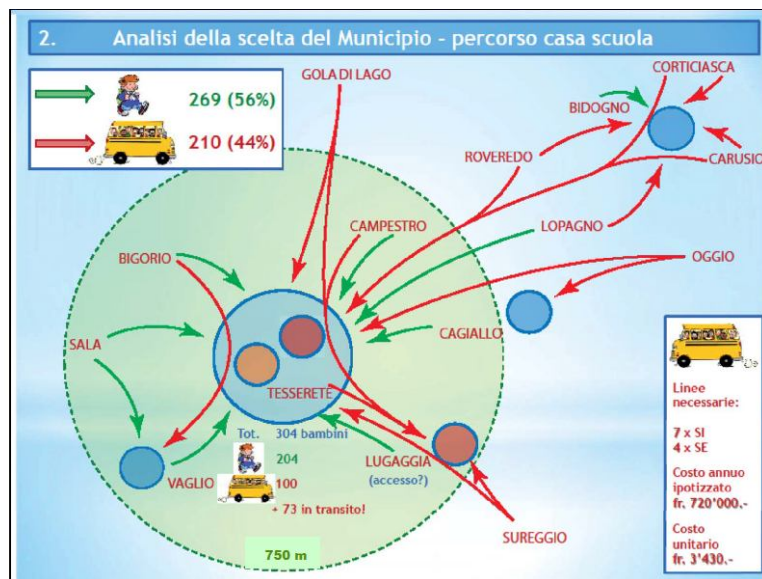 2. Analisi della scelta del Municipio - percorso casa scuola
269 (56%)
210 (44%)
GOLA DI LAGO
CORTICIASCA
BIDOGNO
ROVEREDO
CARUSIO
CAMPESTRO
LOPAGNO
BIGORIO
OGGIO
SALA
CAGIALLO
TESSERETE
Tot. 304 bambini
204
100
+ 73 in transito!
VAGLIO
LUGAGGIA
(accesso?)
SUREGGIO
750 m
Linee
necessarie:
7 x SI
4 x SE
Costo annuo
ipotizzato
fr. 720'000.-
Costo
unitario
fr. 3'430.-